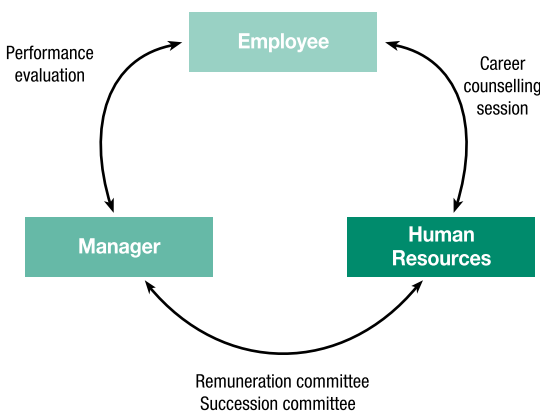 Employee
Performance
evaluation
Career
counselling
session
Manager
Human
Resources
Remuneration committee
Succession committee